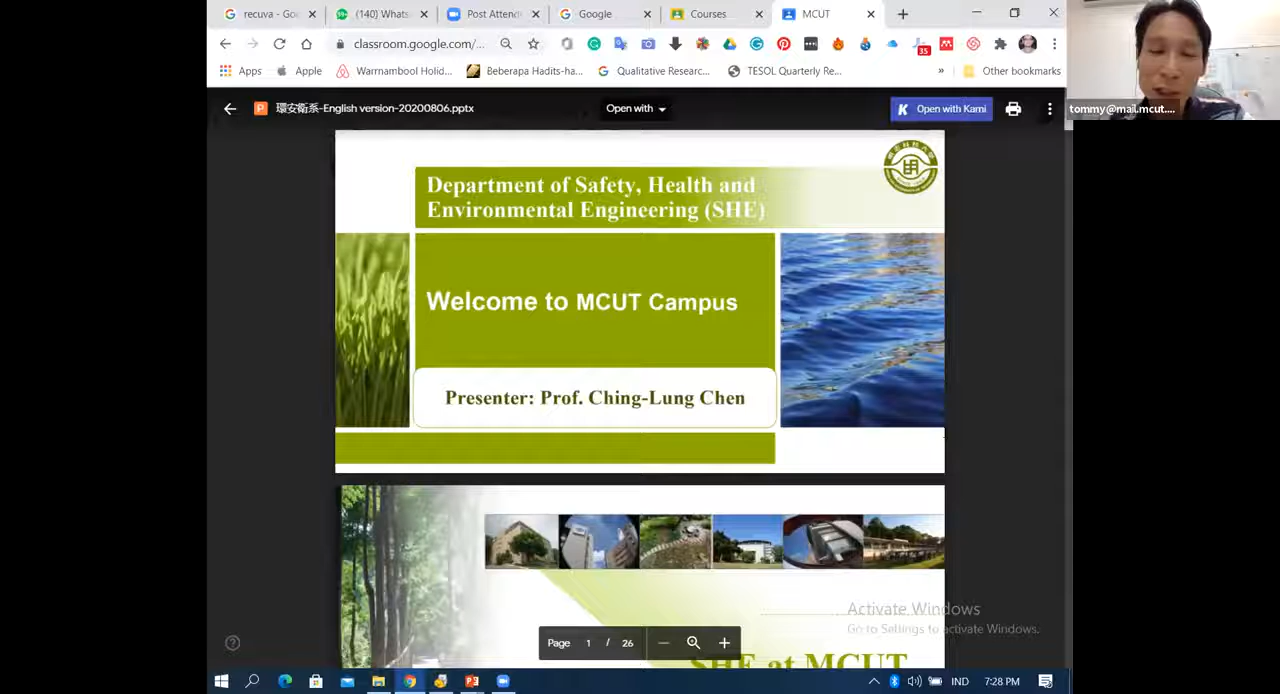 recuva - Goo
(140) Whats
Post Attend
Google
Courses
MCUT
classroom.google.com/...
35
Apps
Apple
Warrnambool Holid...
Beberapa Hadits-ha...
Qualitative Researc...
TESOL Quarterly Re...
»
Other bookmarks
環安衛系-English version-20200806.pptx
Open with
Open with Kami
tommy@mail.mcut....
Department of Safety, Health and
Environmental Engineering (SHE)
Welcome to MCUT Campus
Presenter: Prof. Ching-Lung Chen
SHE at MCUT
Activate Windows
Go to Settings to activate Windows.
Page 1 / 26
IND
7:28 PM